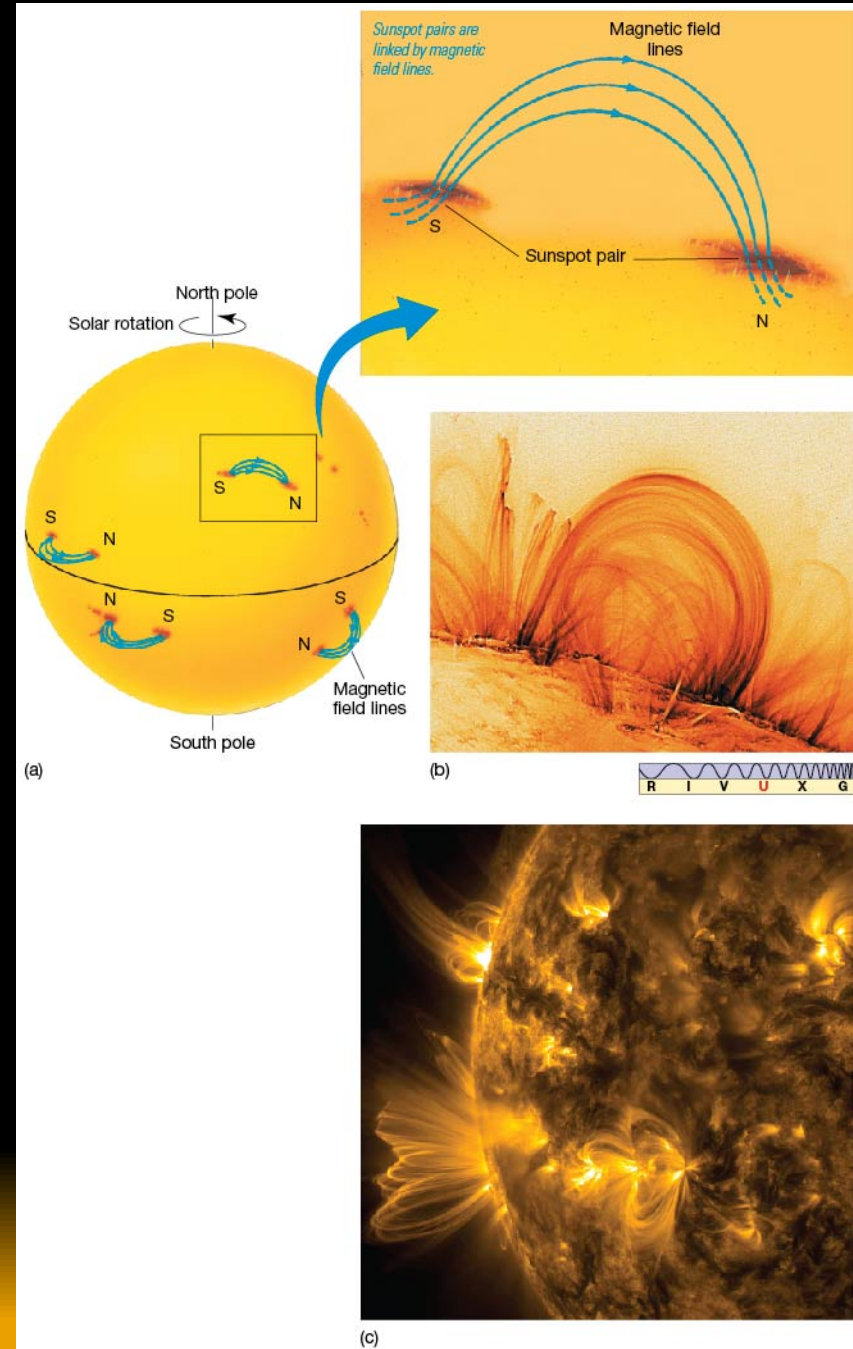 Sunspot pairs are
linked by magnetic
field lines.
Magnetic field
lines
S
Sunspot pair
N
North pole
Solar rotation
S
N
S
N
N
S
S
N
Magnetic
field lines
South pole
(a)
(b)
R I V U X G
(c)